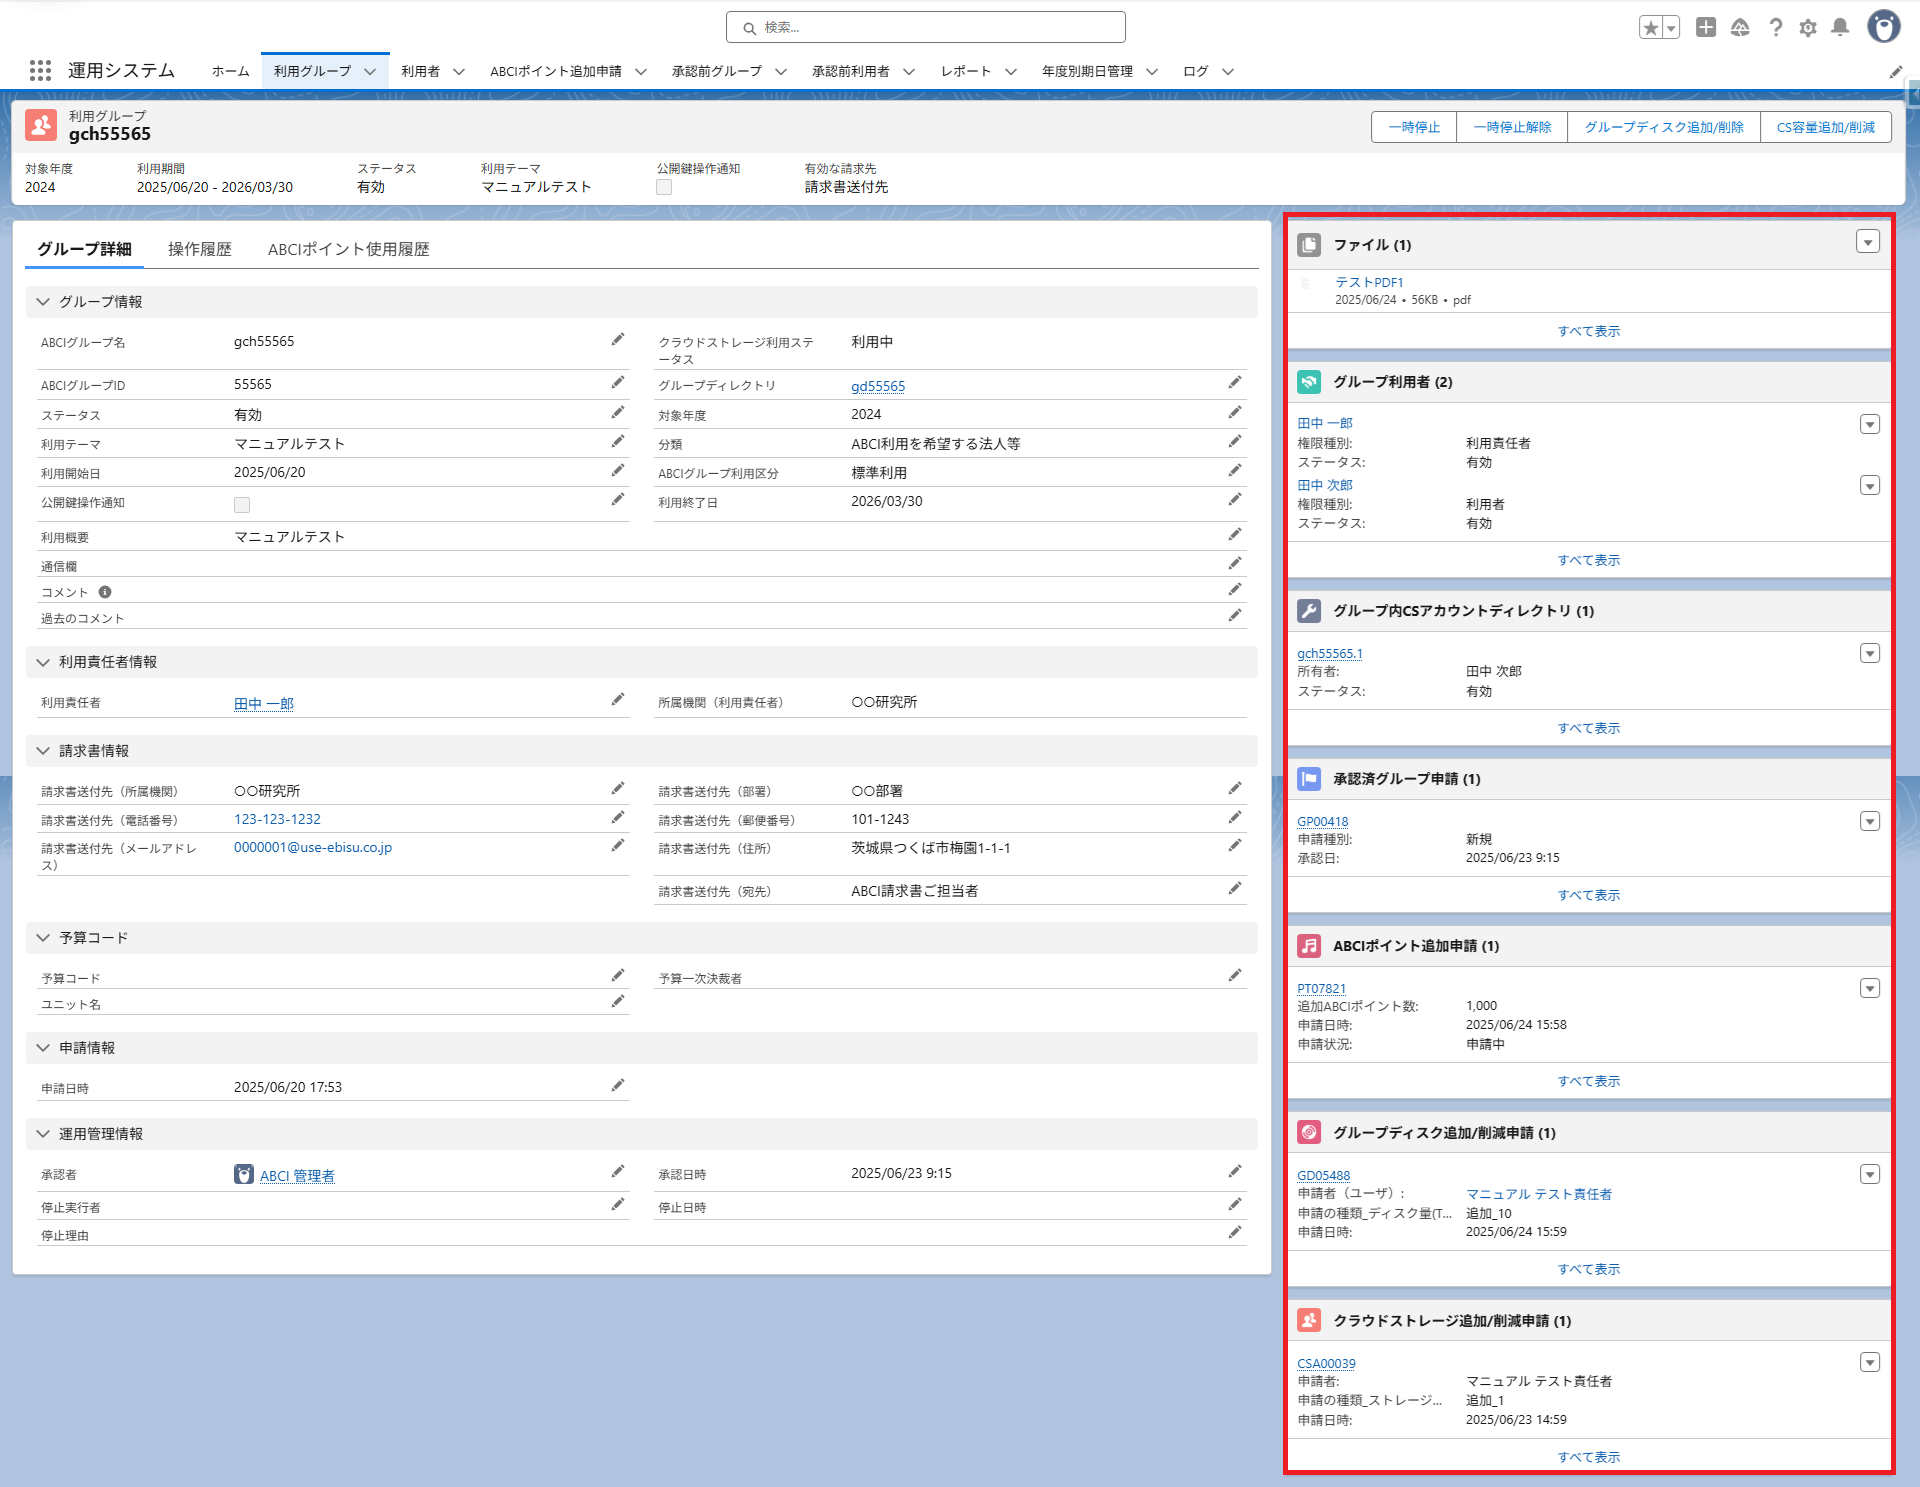 検索...
運用システム
ホーム 利用グループ 利用者 ABCIポイント追加申請 承認前グループ 承認前利用者 レポート 年度別期日管理 ログ
利用グループ
gch55565
一時停止 一時停止解除 グループディスク追加/削除 CS容量追加/削減
対象年度 利用期間 ステータス 利用テーマ 公開鍵操作通知 有効な請求先
2024 2025/06/20 - 2026/03/30 有効 マニュアルテスト 請求書送付先
グループ詳細 操作履歴 ABCIポイント使用履歴
グループ情報
ABCIグループ名 gch55565 クラウドストレージ利用ステ
ータス 利用中
ABCIグループID 55565 グループディレクトリ gd55565
ステータス 有効 対象年度 2024
利用テーマ マニュアルテスト 分類 ABCI利用を希望する法人等
利用開始日 2025/06/20 ABCIグループ利用区分 標準利用
公開鍵操作通知 利用終了日 2026/03/30
利用概要 マニュアルテスト
通信欄
コメント
過去のコメント
利用責任者情報
利用責任者 田中 一郎 所属機関（利用責任者） 〇〇研究所
請求書情報
請求書送付先（所属機関） 〇〇研究所 請求書送付先（部署） 〇〇部署
請求書送付先（電話番号） 123-123-1232 請求書送付先（郵便番号） 101-1243
請求書送付先（メールアドレ
ス） 0000001@use-ebisu.co.jp 請求書送付先（住所） 茨城県つくば市梅園1-1-1
請求書送付先（宛先） ABCI請求書ご担当者
予算コード
予算コード 予算一次決裁者
ユニット名
申請情報
申請日時 2025/06/20 17:53
運用管理情報
承認者 ABCI 管理者 承認日時 2025/06/23 9:15
停止実行者 停止日時
停止理由
ファイル (1)
テストPDF1
2025/06/24 • 56KB • pdf
すべて表示
グループ利用者 (2)
田中 一郎
権限種別: 利用責任者
ステータス: 有効
田中 次郎
権限種別: 利用者
ステータス: 有効
すべて表示
グループ内CSアカウントディレクトリ (1)
gch55565.1
所有者: 田中 次郎
ステータス: 有効
すべて表示
承認済グループ申請 (1)
GP00418
申請種別: 新規
承認日: 2025/06/23 9:15
すべて表示
ABCIポイント追加申請 (1)
PT07821
追加ABCIポイント数: 1,000
申請日時: 2025/06/24 15:58
申請状況: 申請中
すべて表示
グループディスク追加/削減申請 (1)
GD05488
申請者（ユーザ）: マニュアル テスト責任者
申請の種類_ディスク量(T... 追加_10
申請日時: 2025/06/24 15:59
すべて表示
クラウドストレージ追加/削減申請 (1)
CSA00039
申請者: マニュアル テスト責任者
申請の種類_ストレージ... 追加_1
申請日時: 2025/06/23 14:59
すべて表示